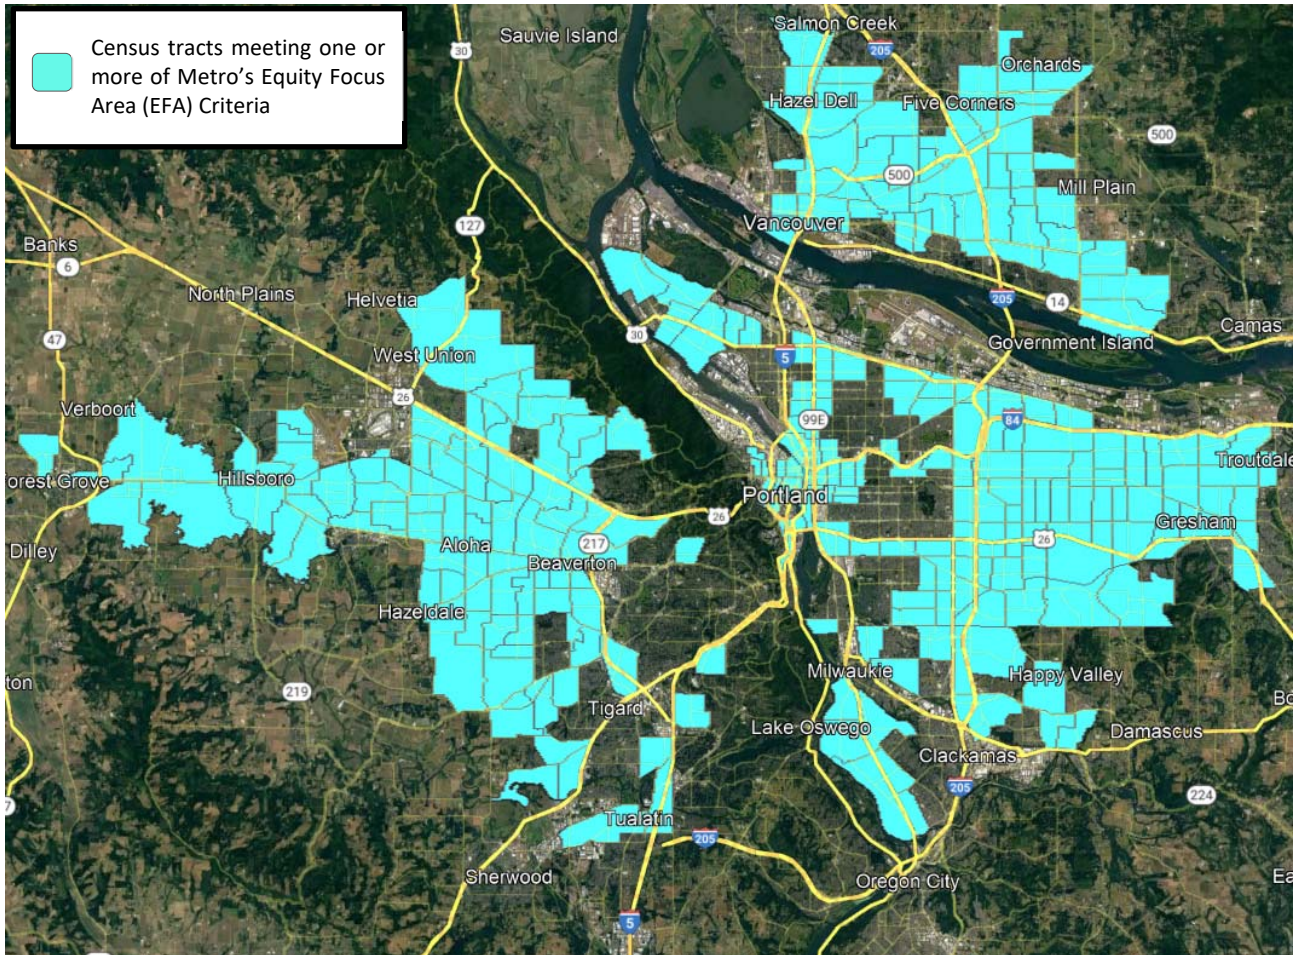 Census tracts meeting one or
more of Metro's Equity Focus
Area (EFA) Criteria
Salmon Creek
Sauvie Island
30
205
Orchards
Hazel Dell
Five Corners
500
500
Mill Plain
Vancouver
127
Banks
6
North Plains
Helvetia
205
14
Camas
47
30
Government Island
West Union
5
26
Verboort
99E
84
Troutdale
Forest Grove
Hillsboro
Portland
26
Gresham
26
Dilley
Aloha
217
Beaverton
Hazeldale
ton
219
Milwaukie
Happy Valley
Tigard
Lake Oswego
Damascus
Clackamas
205
224
7
Tualatin
205
Sherwood
Oregon City
Ea
5